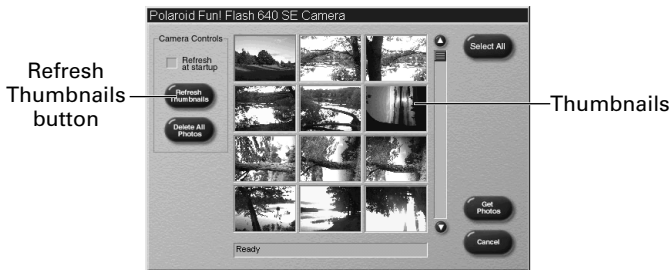 Polaroid Fun! Flash 640 SE Camera
Camera Controls
Refresh
at startup
Refresh
Thumbnails
Delete All
Photos
Select All
Get
Photos
Cancel
Ready
Refresh
Thumbnails
button
Thumbnails